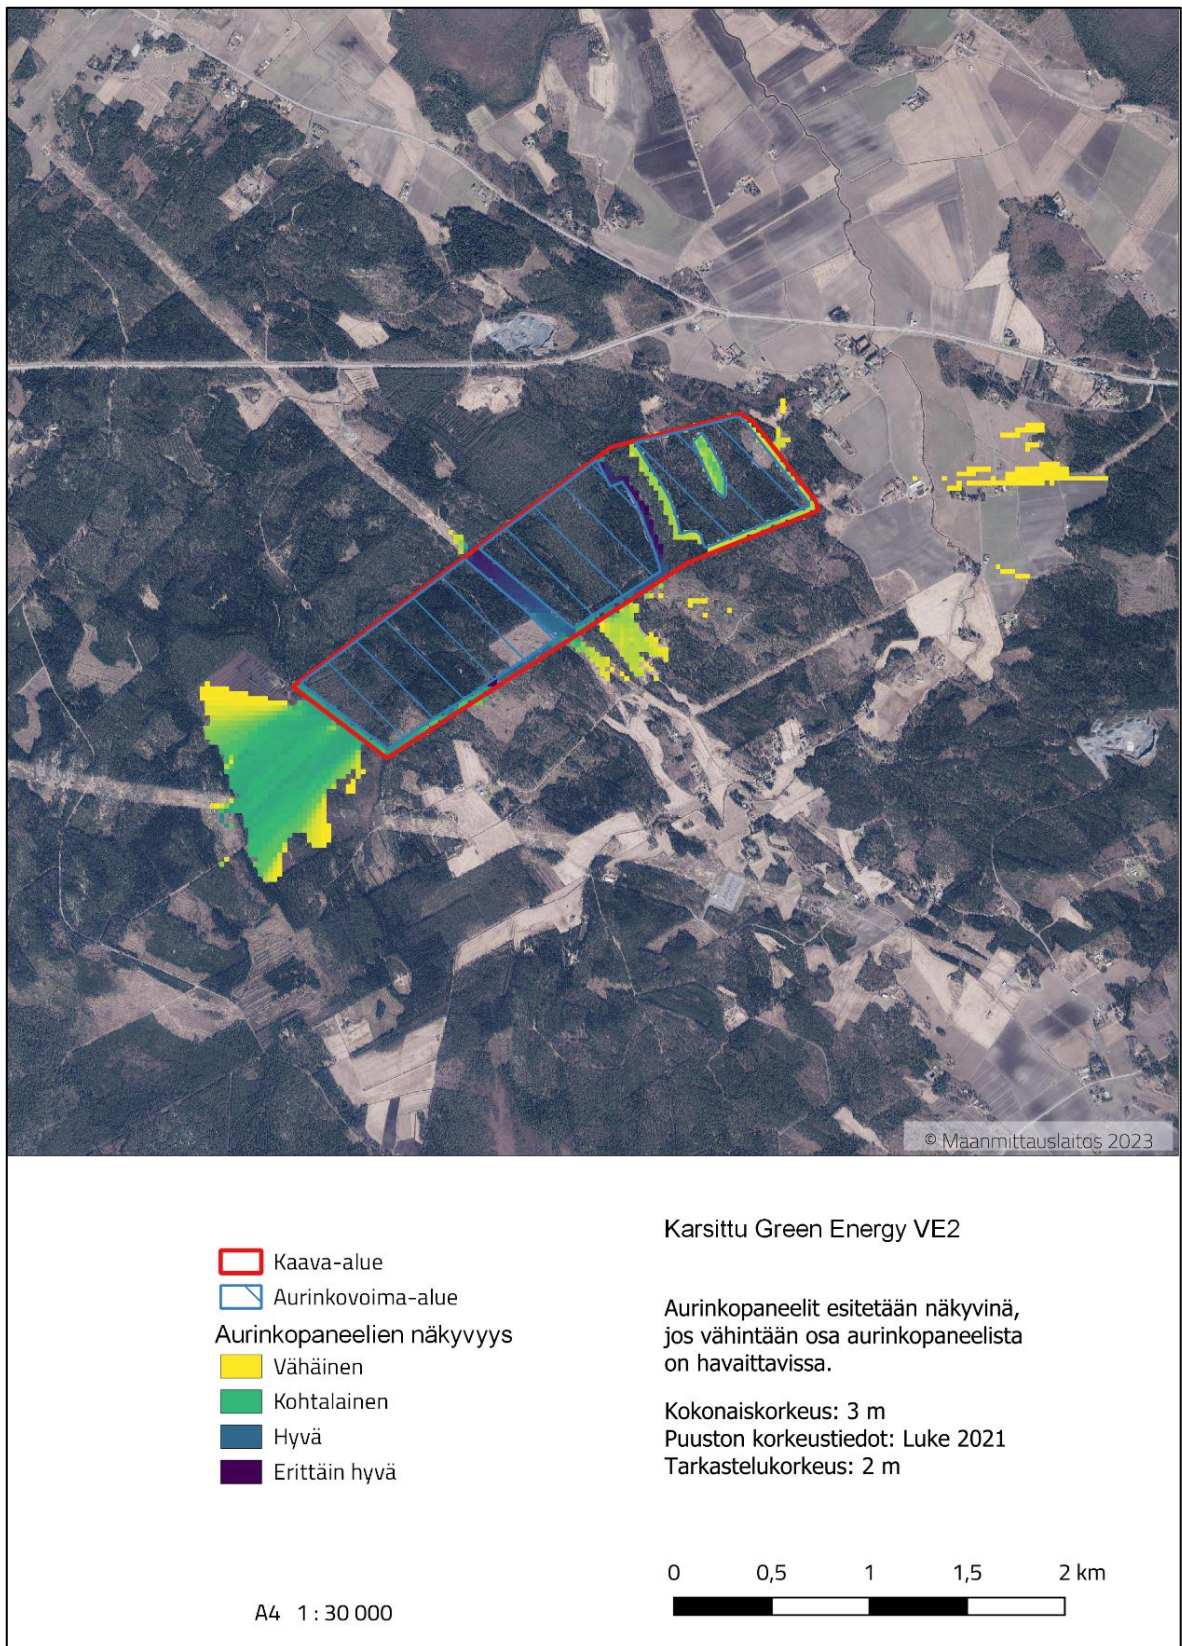 © Maanmittauslaitos 2023
Kaava-alue
Aurinkovoima-alue
Aurinkopaneelien näkyvyys
Vähäinen
Kohtalainen
Hyvä
Erittäin hyvä
A4 1 : 30 000
Karsittu Green Energy VE2
Aurinkopaneelit esitetään näkyvinä,
jos vähintään osa aurinkopaneelista
on havaittavissa.
Kokonaiskorkeus: 3 m
Puuston korkeustiedot: Luke 2021
Tarkastelukorkeus: 2 m
0 0,5 1 1,5 2 km